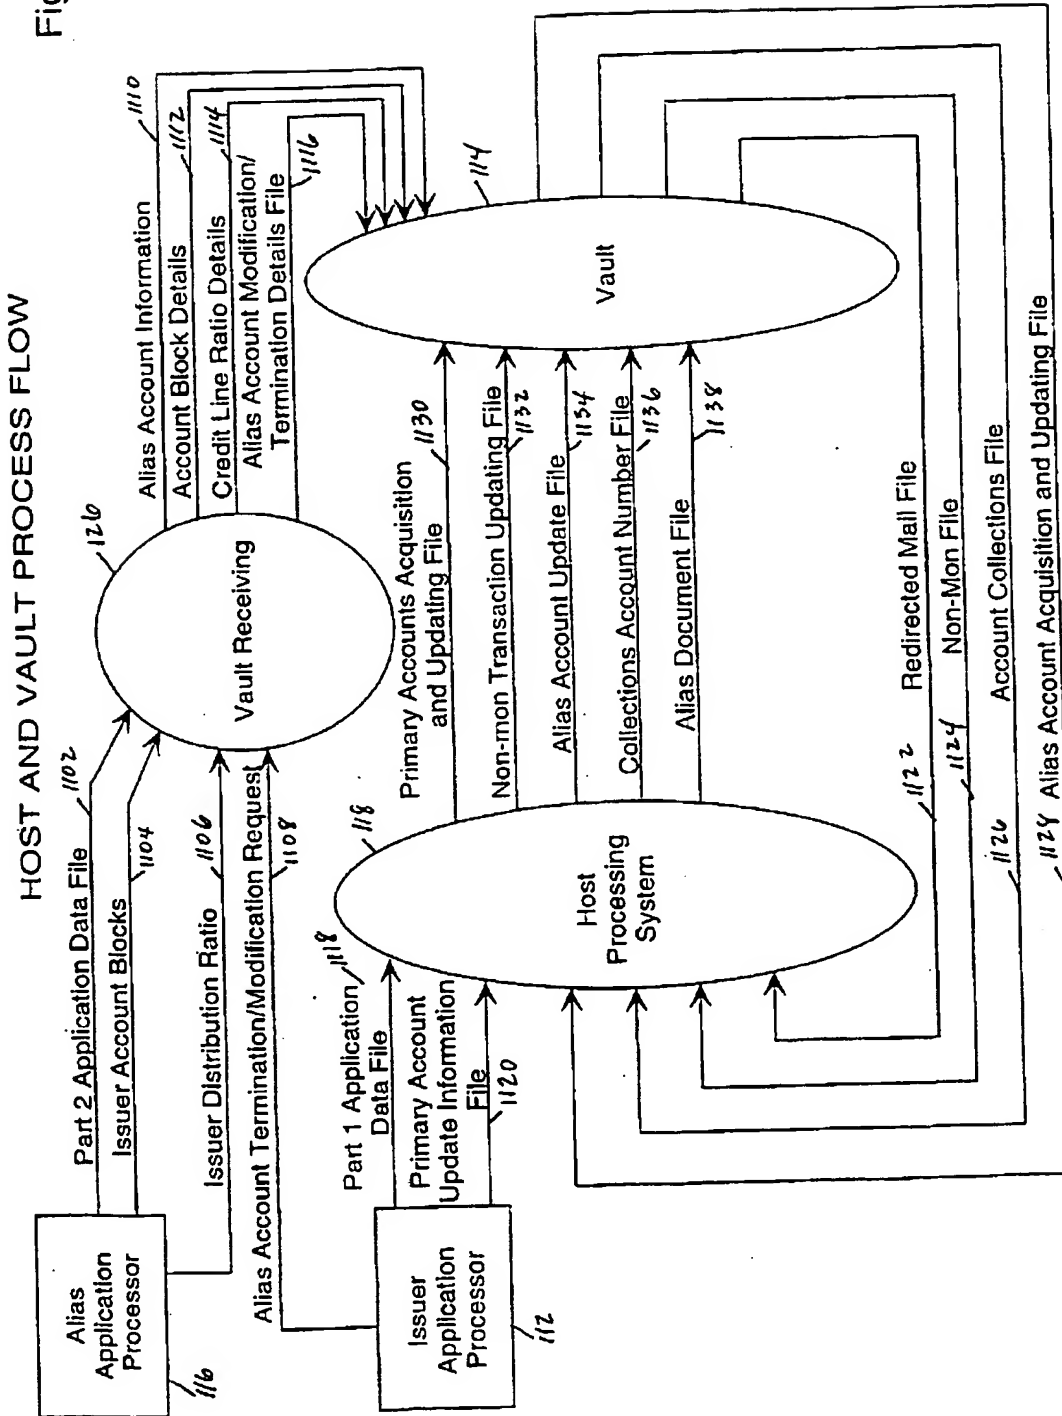 HOST AND VAULT PROCESS FLOW
Fig
Alias
Application
Processor
116
Part 2 Application Data File
1102
Issuer Account Blocks
1104
Issuer Distribution Ratio
1106
Alias Account Termination/Modification Request
1108
Vault Receiving
126
Alias Account Information
1110
Account Block Details
1112
Credit Line Ratio Details
1114
Alias Account Modification/
Termination Details File
1116
Issuer
Application
Processor
112
Part 1 Application
Data File
1118
Primary Account
Update Information
File
1120
Host
Processing
System
118
Primary Accounts Acquisition
and Updating File
1130
Non-mon Transaction Updating File
1132
Alias Account Update File
1134
Collections Account Number File
1136
Alias Document File
1138
Vault
114
Redirected Mail File
1122
Non-Mon File
1124
Account Collections File
1126
Alias Account Acquisition and Updating File
1128